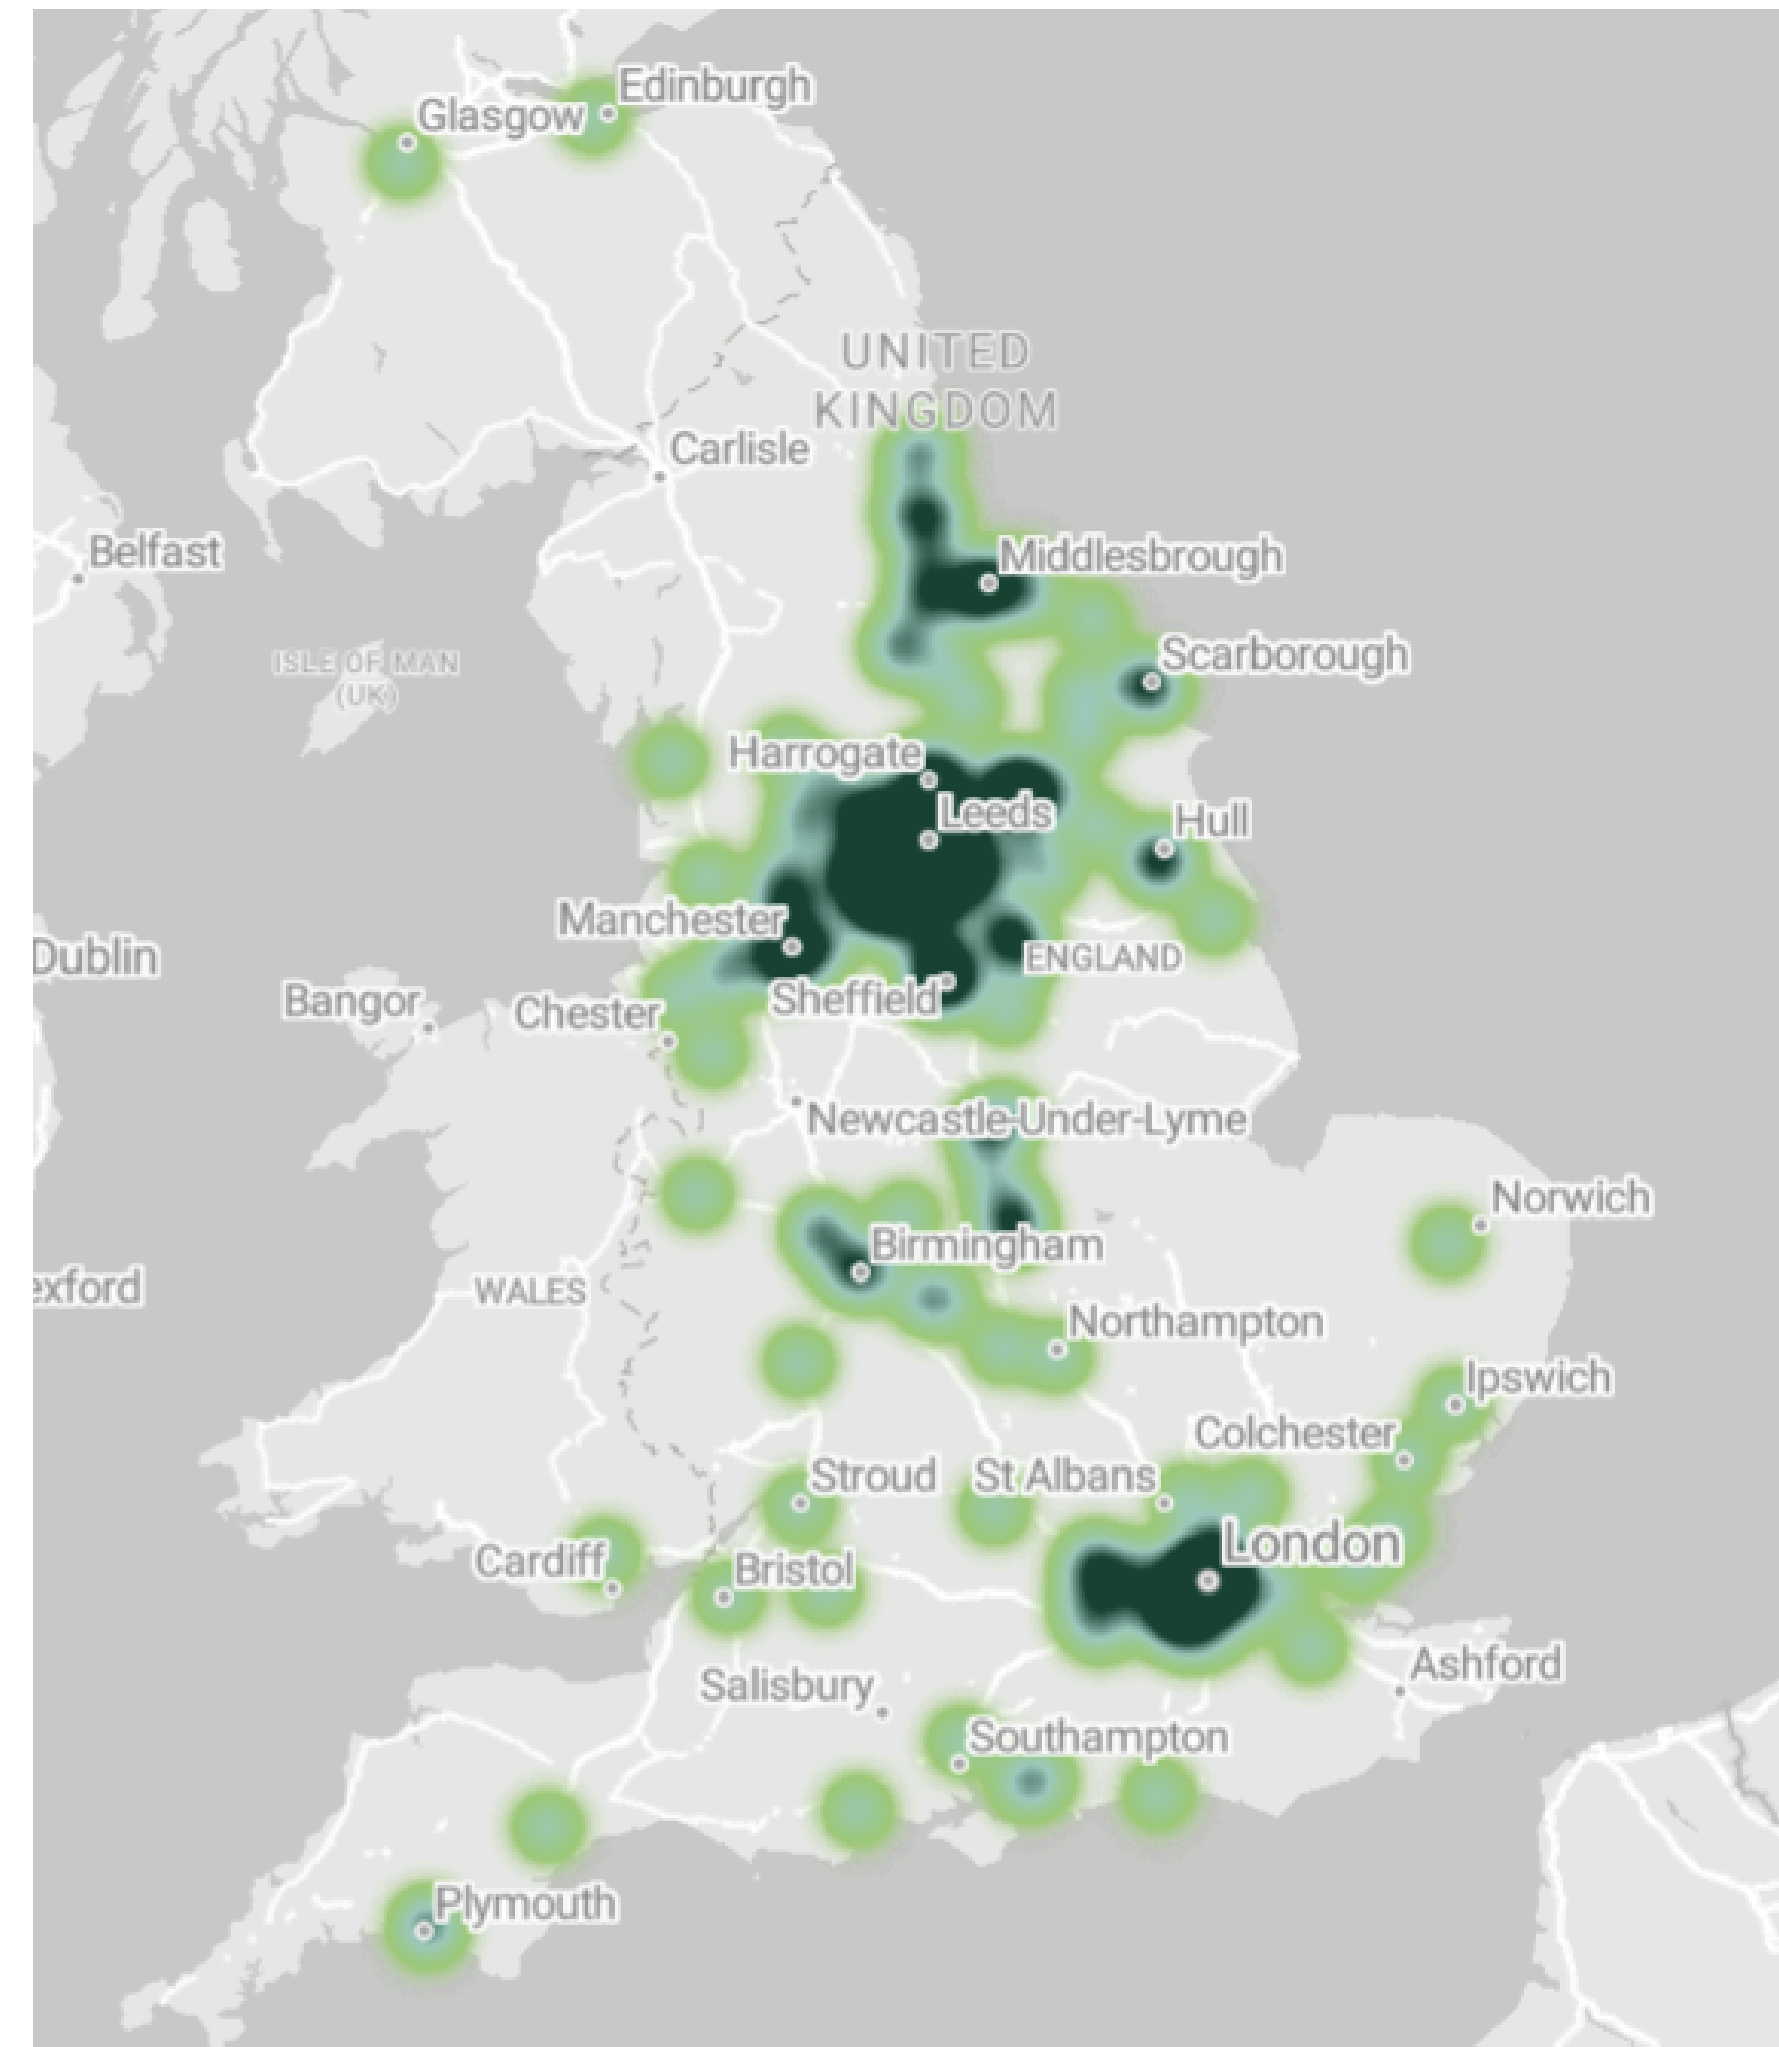 Edinburgh
Glasgow
UNITED
KINGDOM
Carlisle
Belfast
Middlesbrough
ISLE OF MAN
(UK)
Scarborough
Harrogate
Leeds
Hull
Manchester
Dublin
ENGLAND
Bangor
Chester
Sheffield
Newcastle-Under-Lyme
Norwich
Birmingham
exford
WALES
Northampton
Ipswich
Colchester
Stroud
St Albans
London
Cardiff
Bristol
Ashford
Salisbury
Southampton
Plymouth